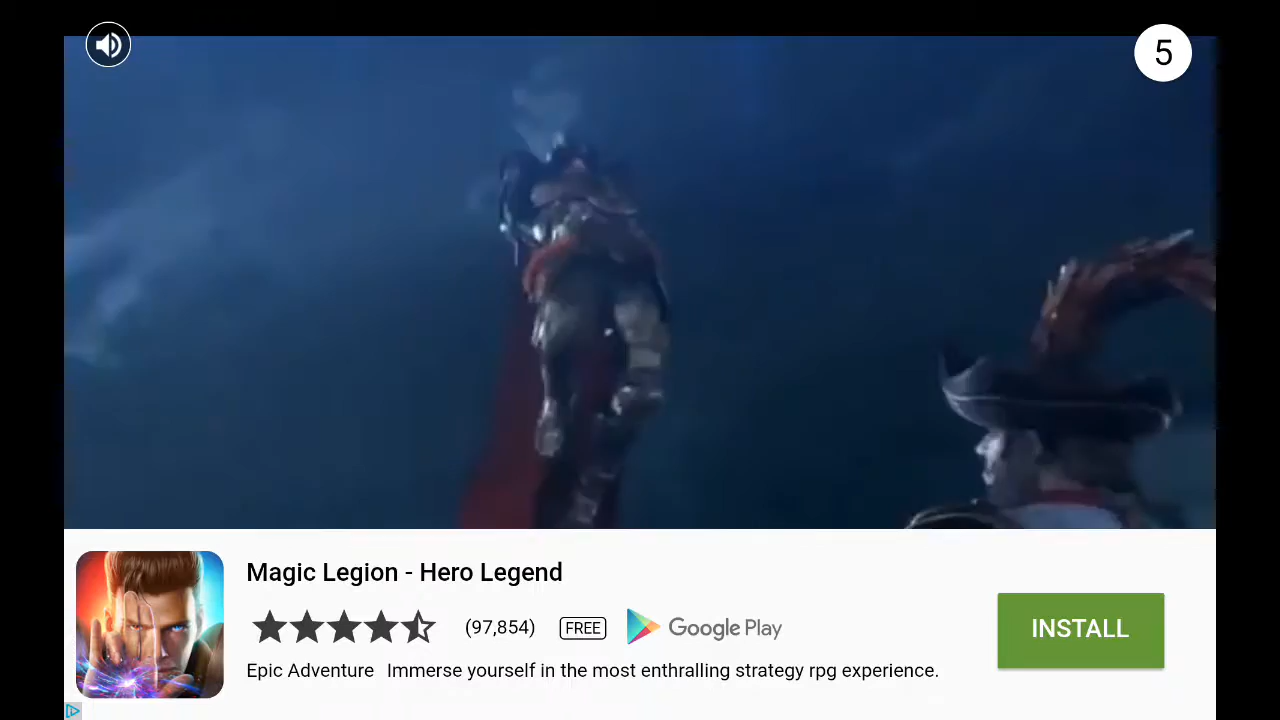 5
Magic Legion - Hero Legend
(97,854) FREE Google Play
INSTALL
Epic Adventure Immerse yourself in the most enthralling strategy rpg experience.